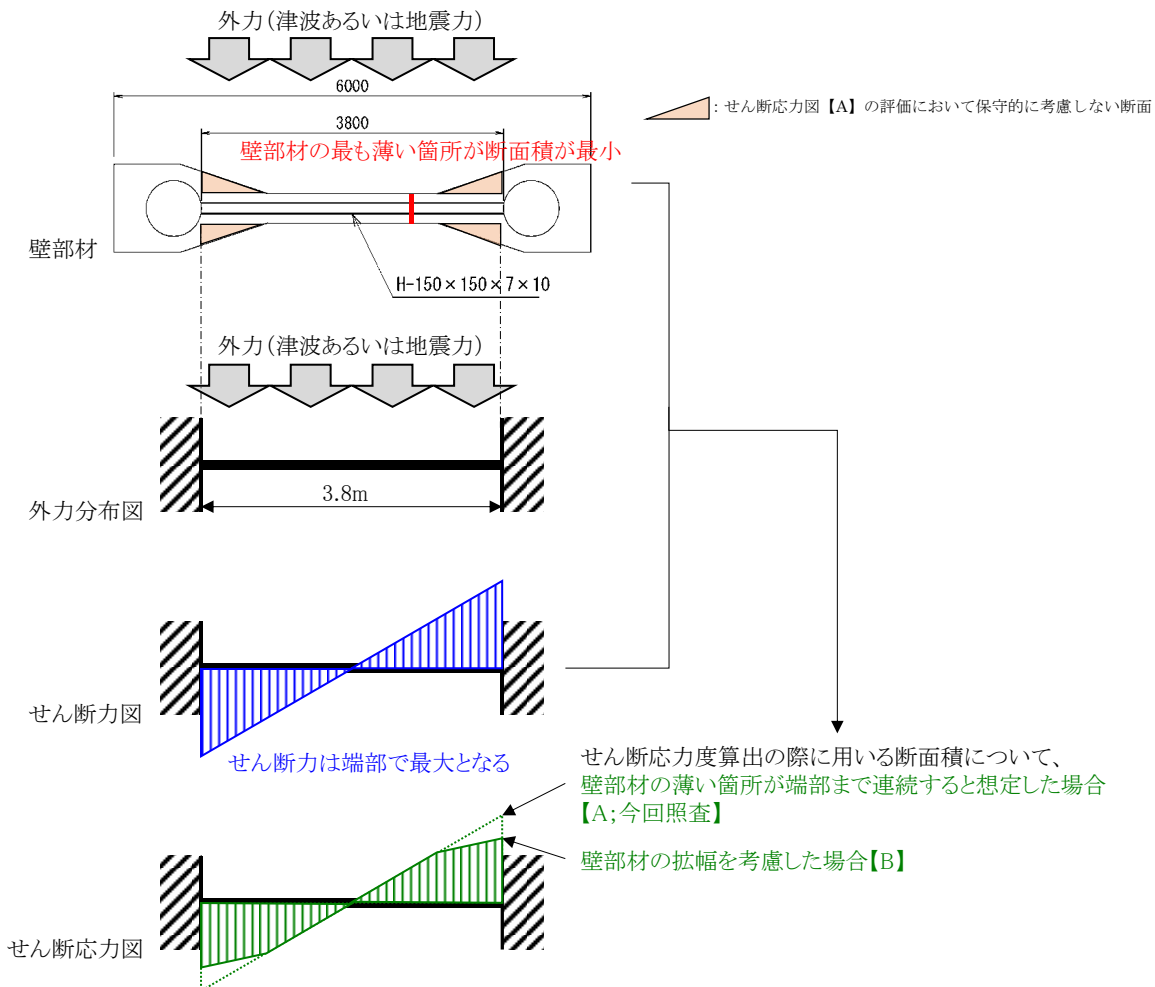 外力(津波あるいは地震力)
6000
：せん断応力図【A】の評価において保守的に考慮しない断面
3800
壁部材の最も薄い箇所が断面積が最小
壁部材
H-150×150×7×10
外力(津波あるいは地震力)
3.8m
外力分布図
せん断力図
せん断力は端部で最大となる
せん断応力度算出の際に用いる断面積について、
壁部材の薄い箇所が端部まで連続すると想定した場合
【A;今回照査】
壁部材の拡幅を考慮した場合【B】
せん断応力図